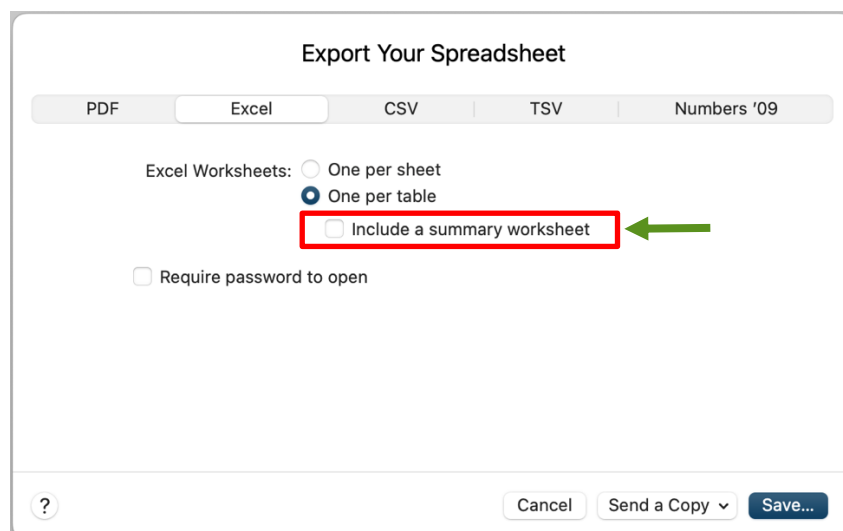 Export Your Spreadsheet
PDF Excel CSV TSV Numbers '09
Excel Worksheets: One per sheet
One per table
Include a summary worksheet
Require password to open
? Cancel Send a Copy Save...